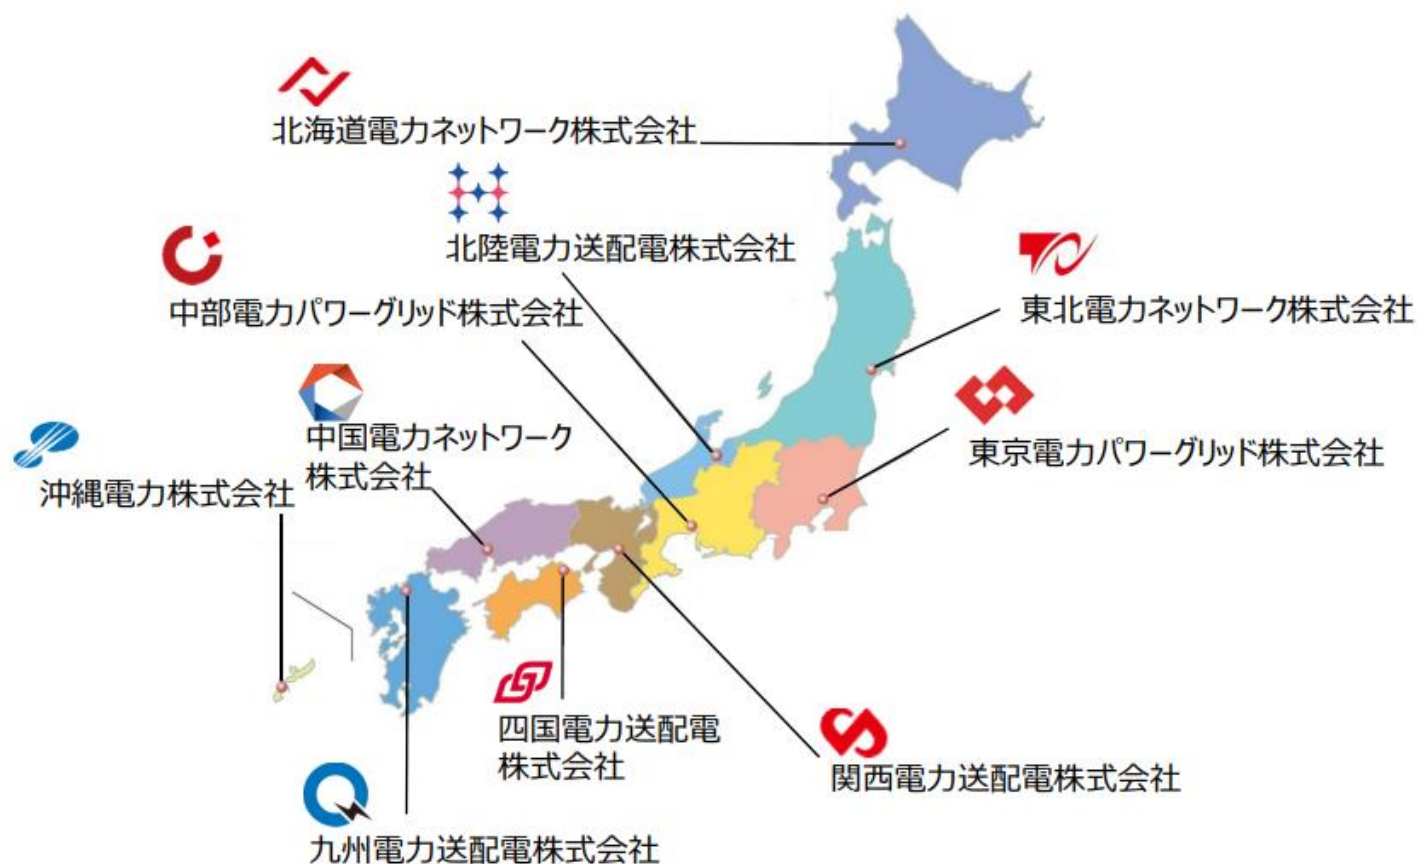 北海道電力ネットワーク株式会社
北陸電力送配電株式会社
中部電力パワーグリッド株式会社
東北電力ネットワーク株式会社
中国電力ネットワーク
株式会社
東京電力パワーグリッド株式会社
沖縄電力株式会社
四国電力送配電
株式会社
関西電力送配電株式会社
九州電力送配電株式会社